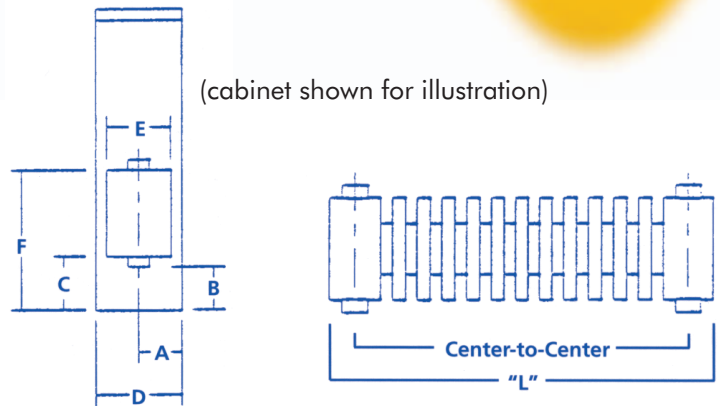 (cabinet shown for illustration)
E
F
C
B
A
D
Center-to-Center
"L"